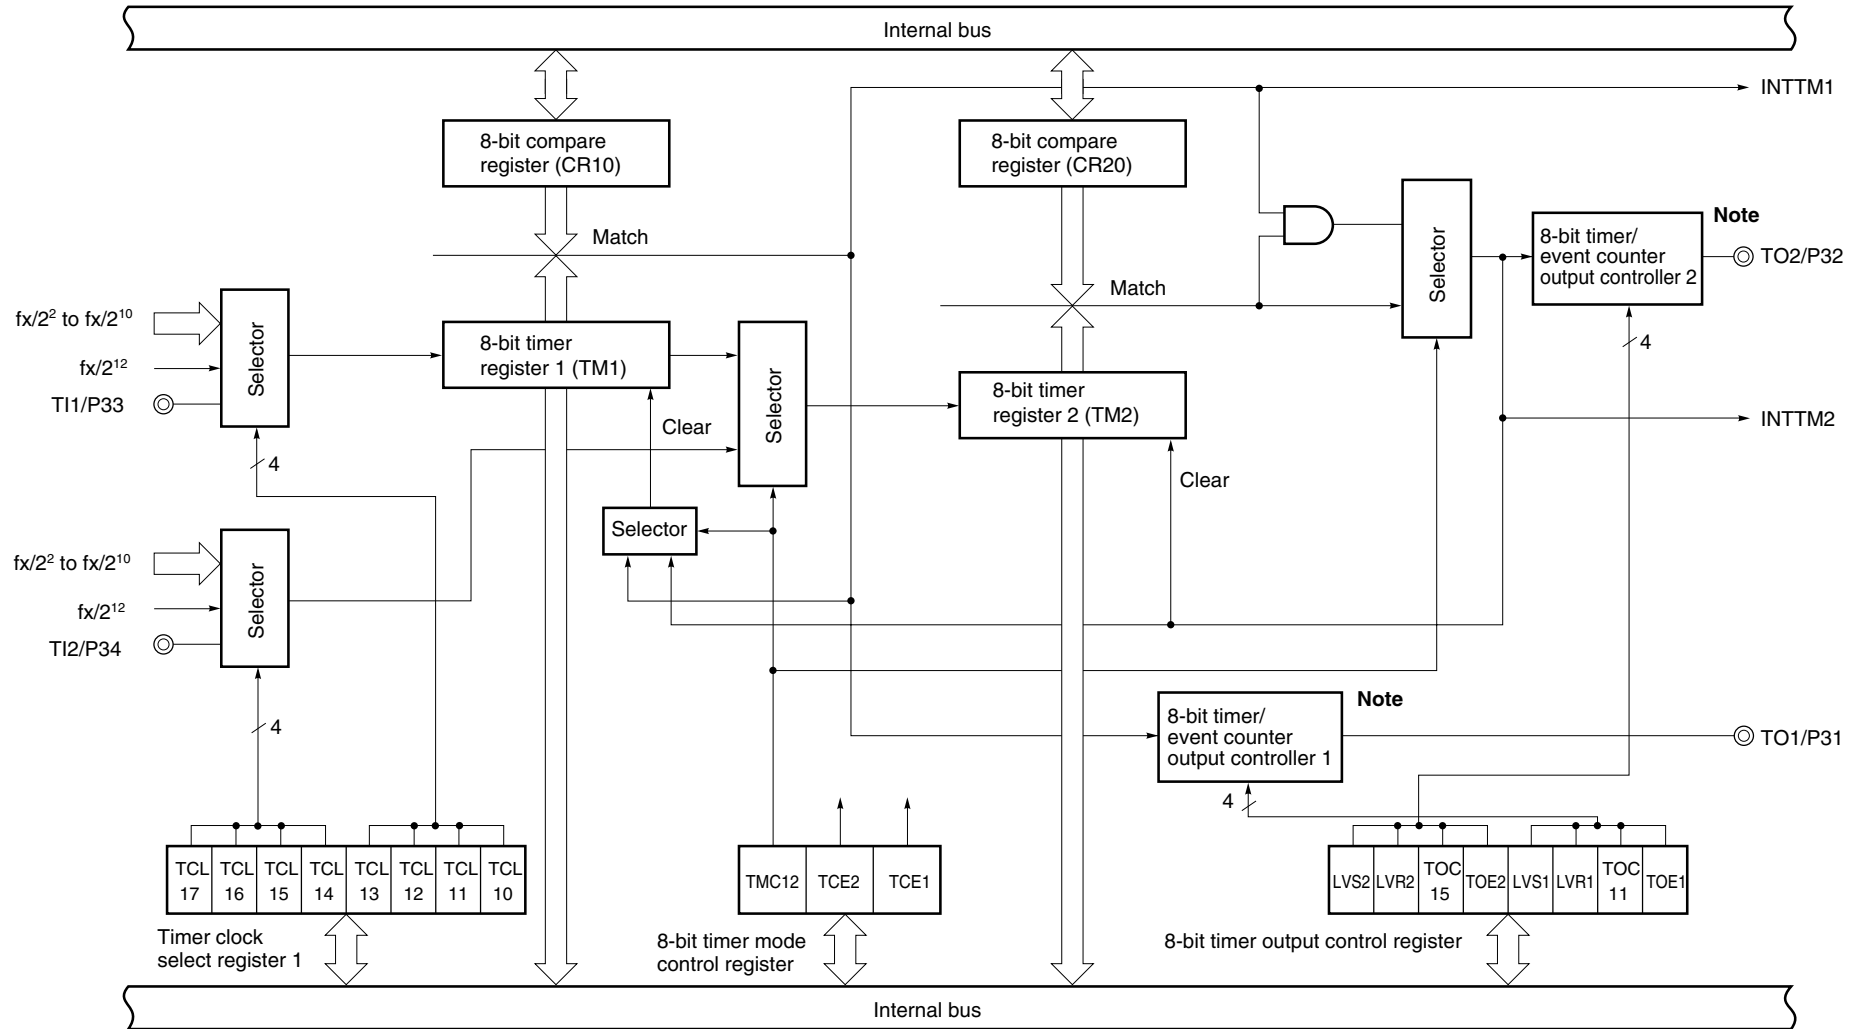 Internal bus
INTTM1
8-bit compare
register (CR10)
8-bit compare
register (CR20)
Match
Selector
Note
8-bit timer/
event counter
output controller 2
TO2/P32
Match
fx/2² to fx/2¹⁰
fx/2¹²
TI1/P33
Selector
8-bit timer
register 1 (TM1)
Selector
4
8-bit timer
register 2 (TM2)
Clear
INTTM2
4
Clear
Selector
fx/2² to fx/2¹⁰
fx/2¹²
TI2/P34
Selector
Note
8-bit timer/
event counter
output controller 1
TO1/P31
4
4
TCL
17
TCL
16
TCL
15
TCL
14
TCL
13
TCL
12
TCL
11
TCL
10
TMC12
TCE2
TCE1
LVS2
LVR2
TOC
15
TOE2
LVS1
LVR1
TOC
11
TOE1
Timer clock
select register 1
8-bit timer mode
control register
8-bit timer output control register
Internal bus